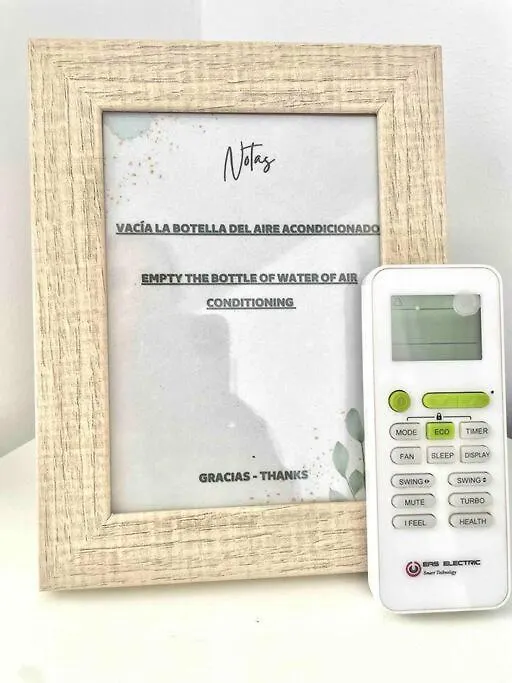 Notas
VACÍA LA BOTELLA DEL AIRE ACONDICIONADO
EMPTY THE BOTTLE OF WATER OF AIR
CONDITIONING
GRACIAS - THANKS
MODE ECO TIMER
FAN SLEEP DISPLAY
SWING SWING
MUTE TURBO
I FEEL HEALTH
EAS ELECTRIC
Smart Technology